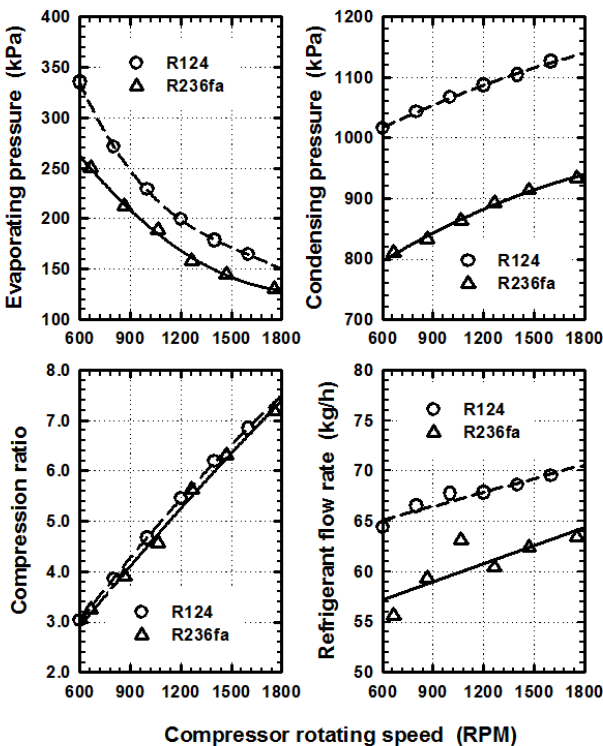 Evaporating pressure (kPa)
400
350
300
250
200
150
100
R124
R236fa
600 900 1200 1500 1800
Condensing pressure (kPa)
1200
1100
1000
900
800
700
R124
R236fa
600 900 1200 1500 1800
Compression ratio
8.0
7.0
6.0
5.0
4.0
3.0
2.0
R124
R236fa
600 900 1200 1500 1800
Refrigerant flow rate (kg/h)
80
75
70
65
60
55
50
R124
R236fa
600 900 1200 1500 1800
Compressor rotating speed (RPM)